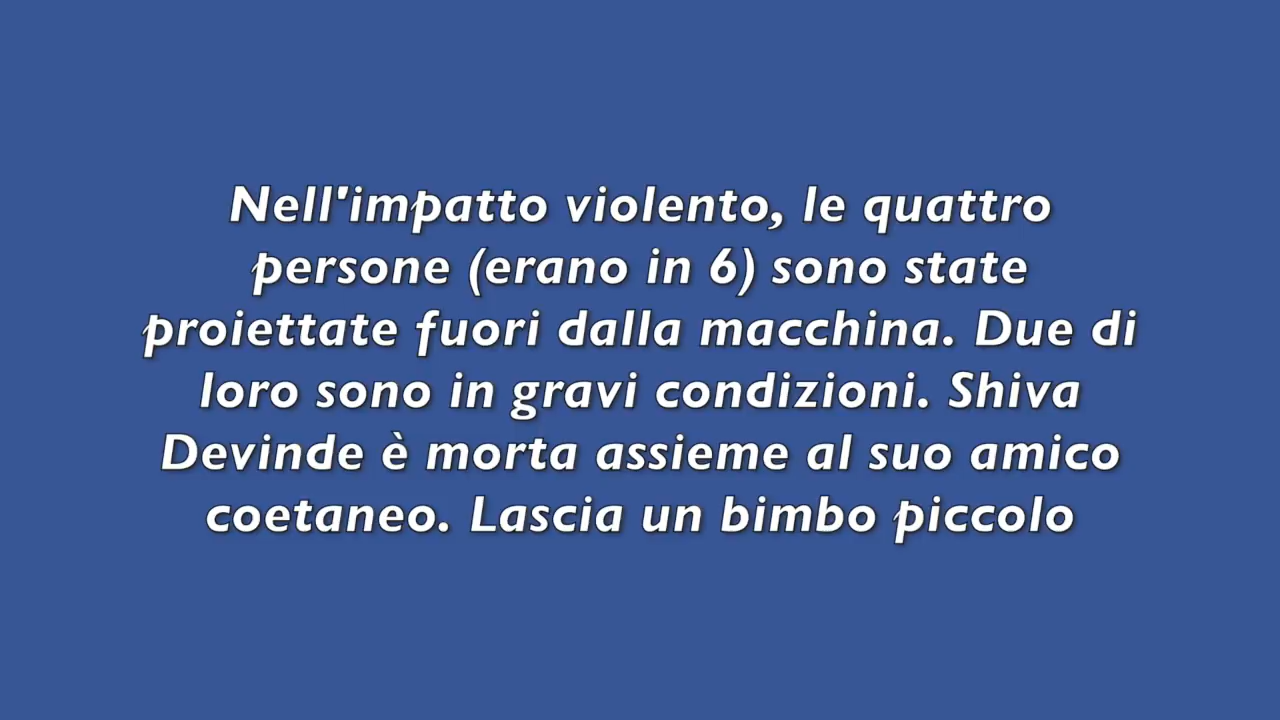 Nell'impatto violento, le quattro
persone (erano in 6) sono state
proiettate fuori dalla macchina. Due di
loro sono in gravi condizioni. Shiva
Devinde è morta assieme al suo amico
coetaneo. Lascia un bimbo piccolo